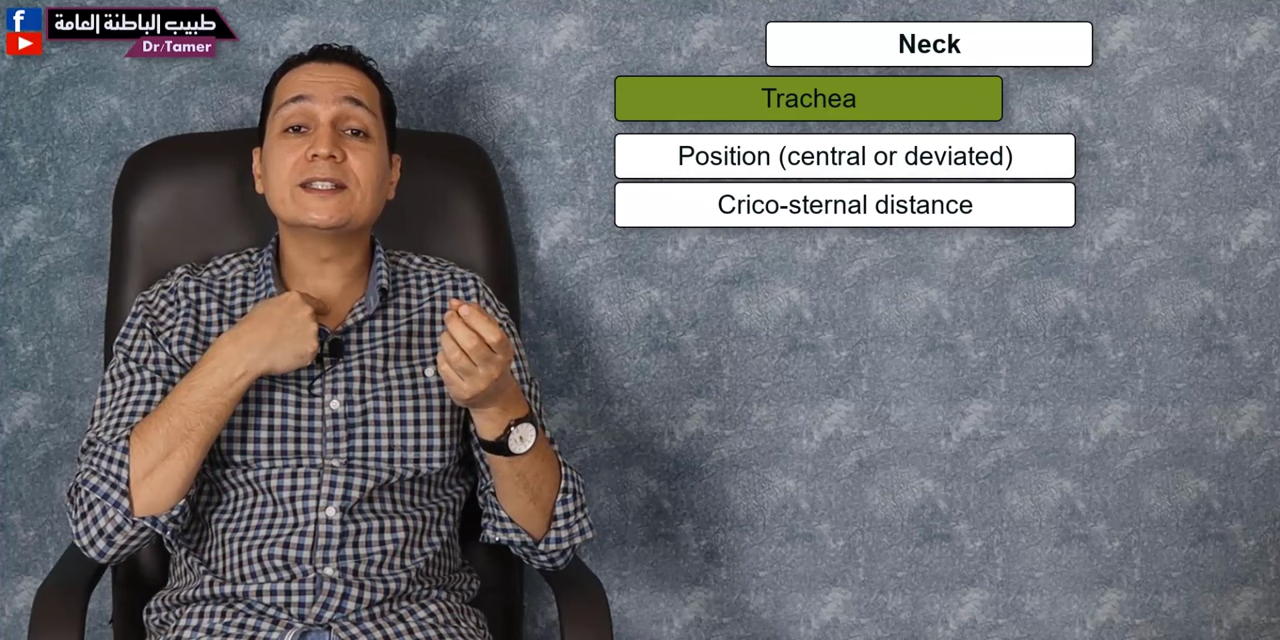 طبيب الباطنة العامة
Dr/Tamer
Neck
Trachea
Position (central or deviated)
Crico-sternal distance